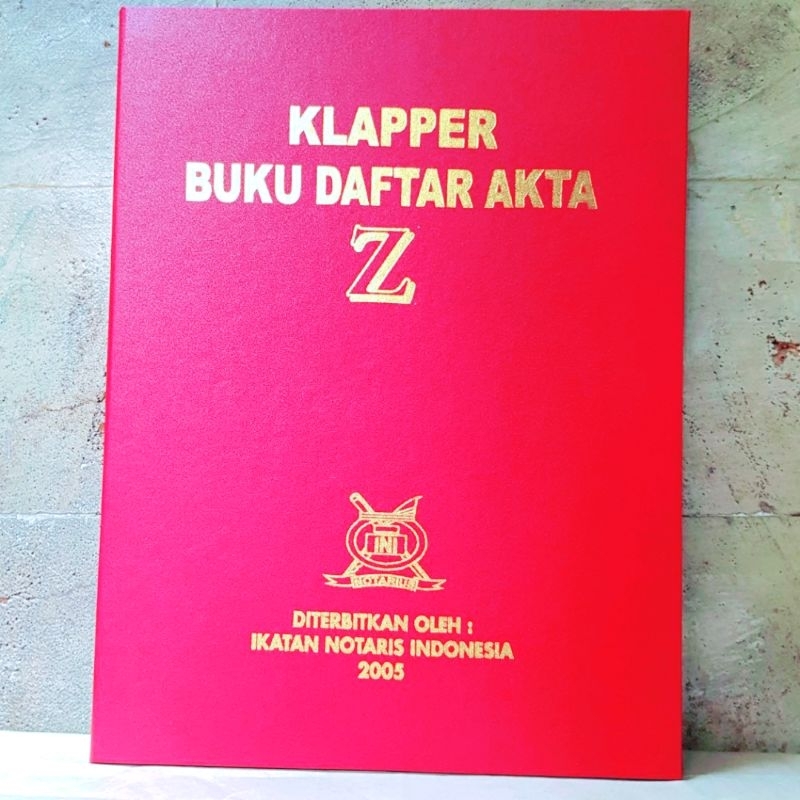 KLAPPER
BUKU DAFTAR AKTA
Z
INI
NOTARIUS
DITERBITKAN OLEH :
IKATAN NOTARIS INDONESIA
2005